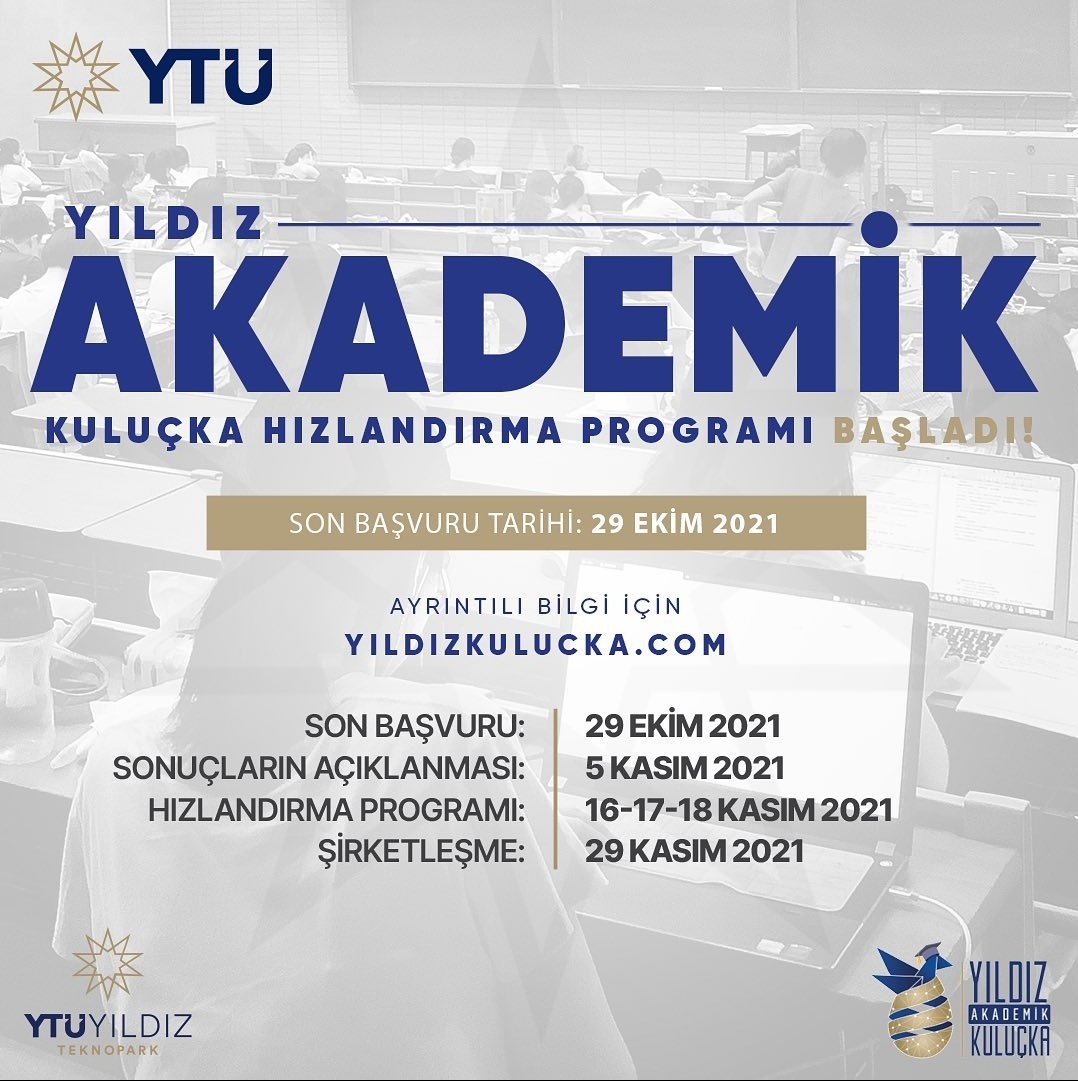 YTÜ
YILDIZ
AKADEMİK
KULUÇKA HIZLANDIRMA PROGRAMI BAŞLADI!
SON BAŞVURU TARİHİ: 29 EKİM 2021
AYRINTILI BİLGİ İÇİN
YILDIZKULUCKA.COM
SON BAŞVURU: 29 EKİM 2021
SONUÇLARIN AÇIKLANMASI: 5 KASIM 2021
HIZLANDIRMA PROGRAMI: 16-17-18 KASIM 2021
ŞİRKETLEŞME: 29 KASIM 2021
YTÜYILDIZ
TEKNOPARK
YILDIZ
AKADEMİK
KULUÇKA